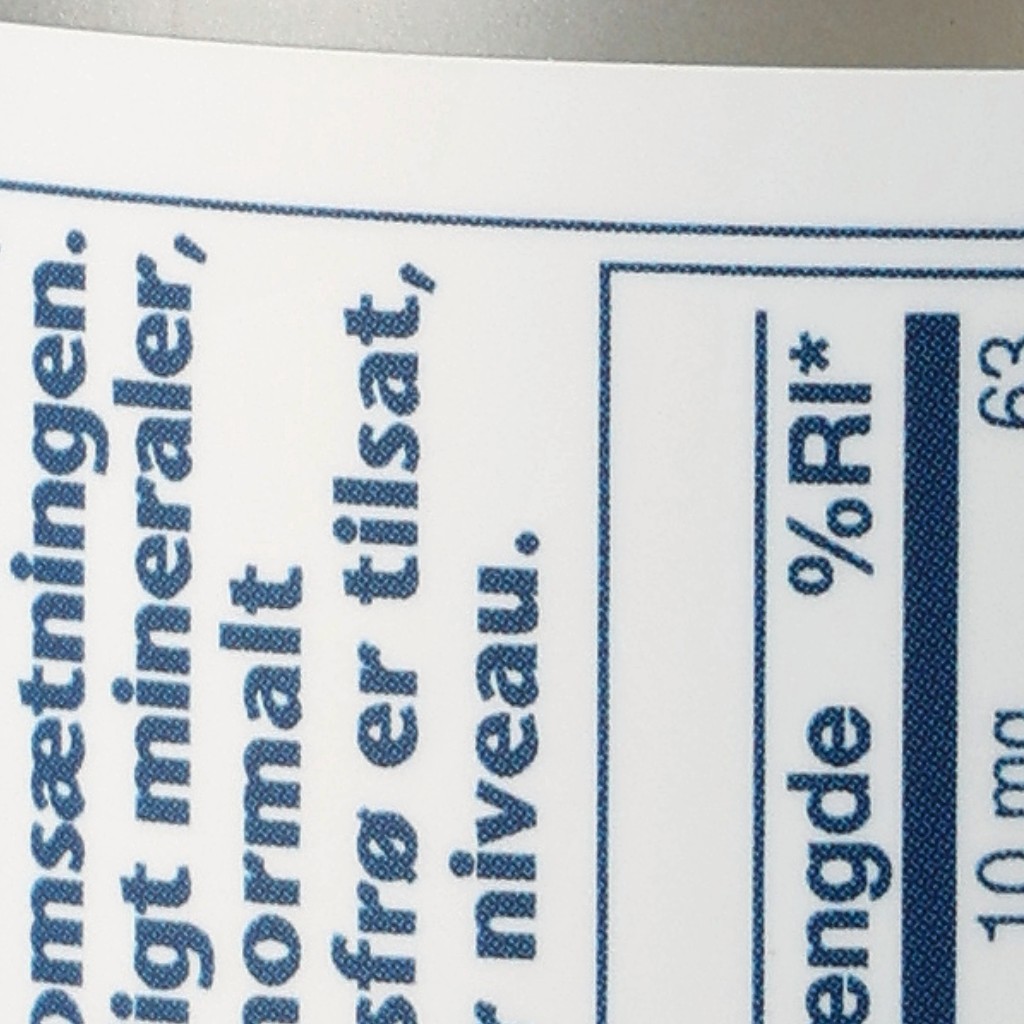 omsætningen.
igt mineraler,
normalt
sfrø er tilsat,
niveau.
engde %RI*
10 mg 63